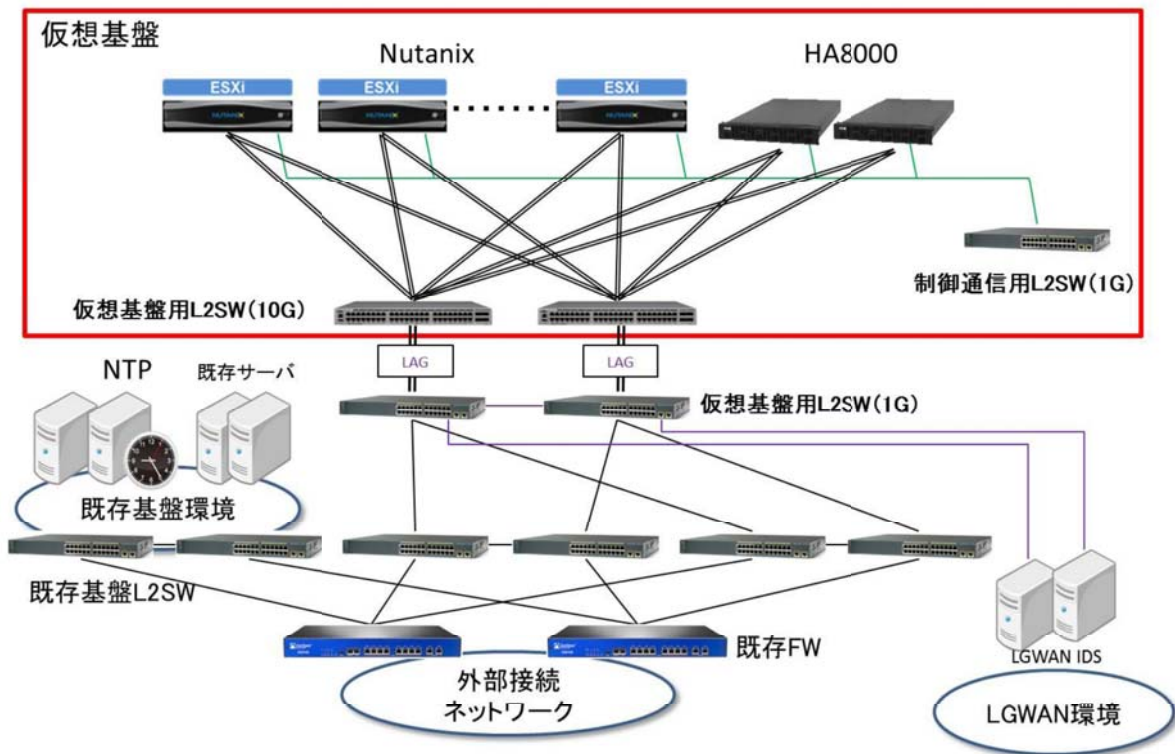 仮想基盤
Nutanix
HA8000
ESXi
ESXi
ESXi
NUTANIX
NUTANIX
NUTANIX
制御通信用L2SW(1G)
仮想基盤用L2SW(10G)
LAG
LAG
NTP
既存サーバ
仮想基盤用L2SW(1G)
既存基盤環境
既存基盤L2SW
既存FW
LGWAN IDS
外部接続
ネットワーク
LGWAN環境